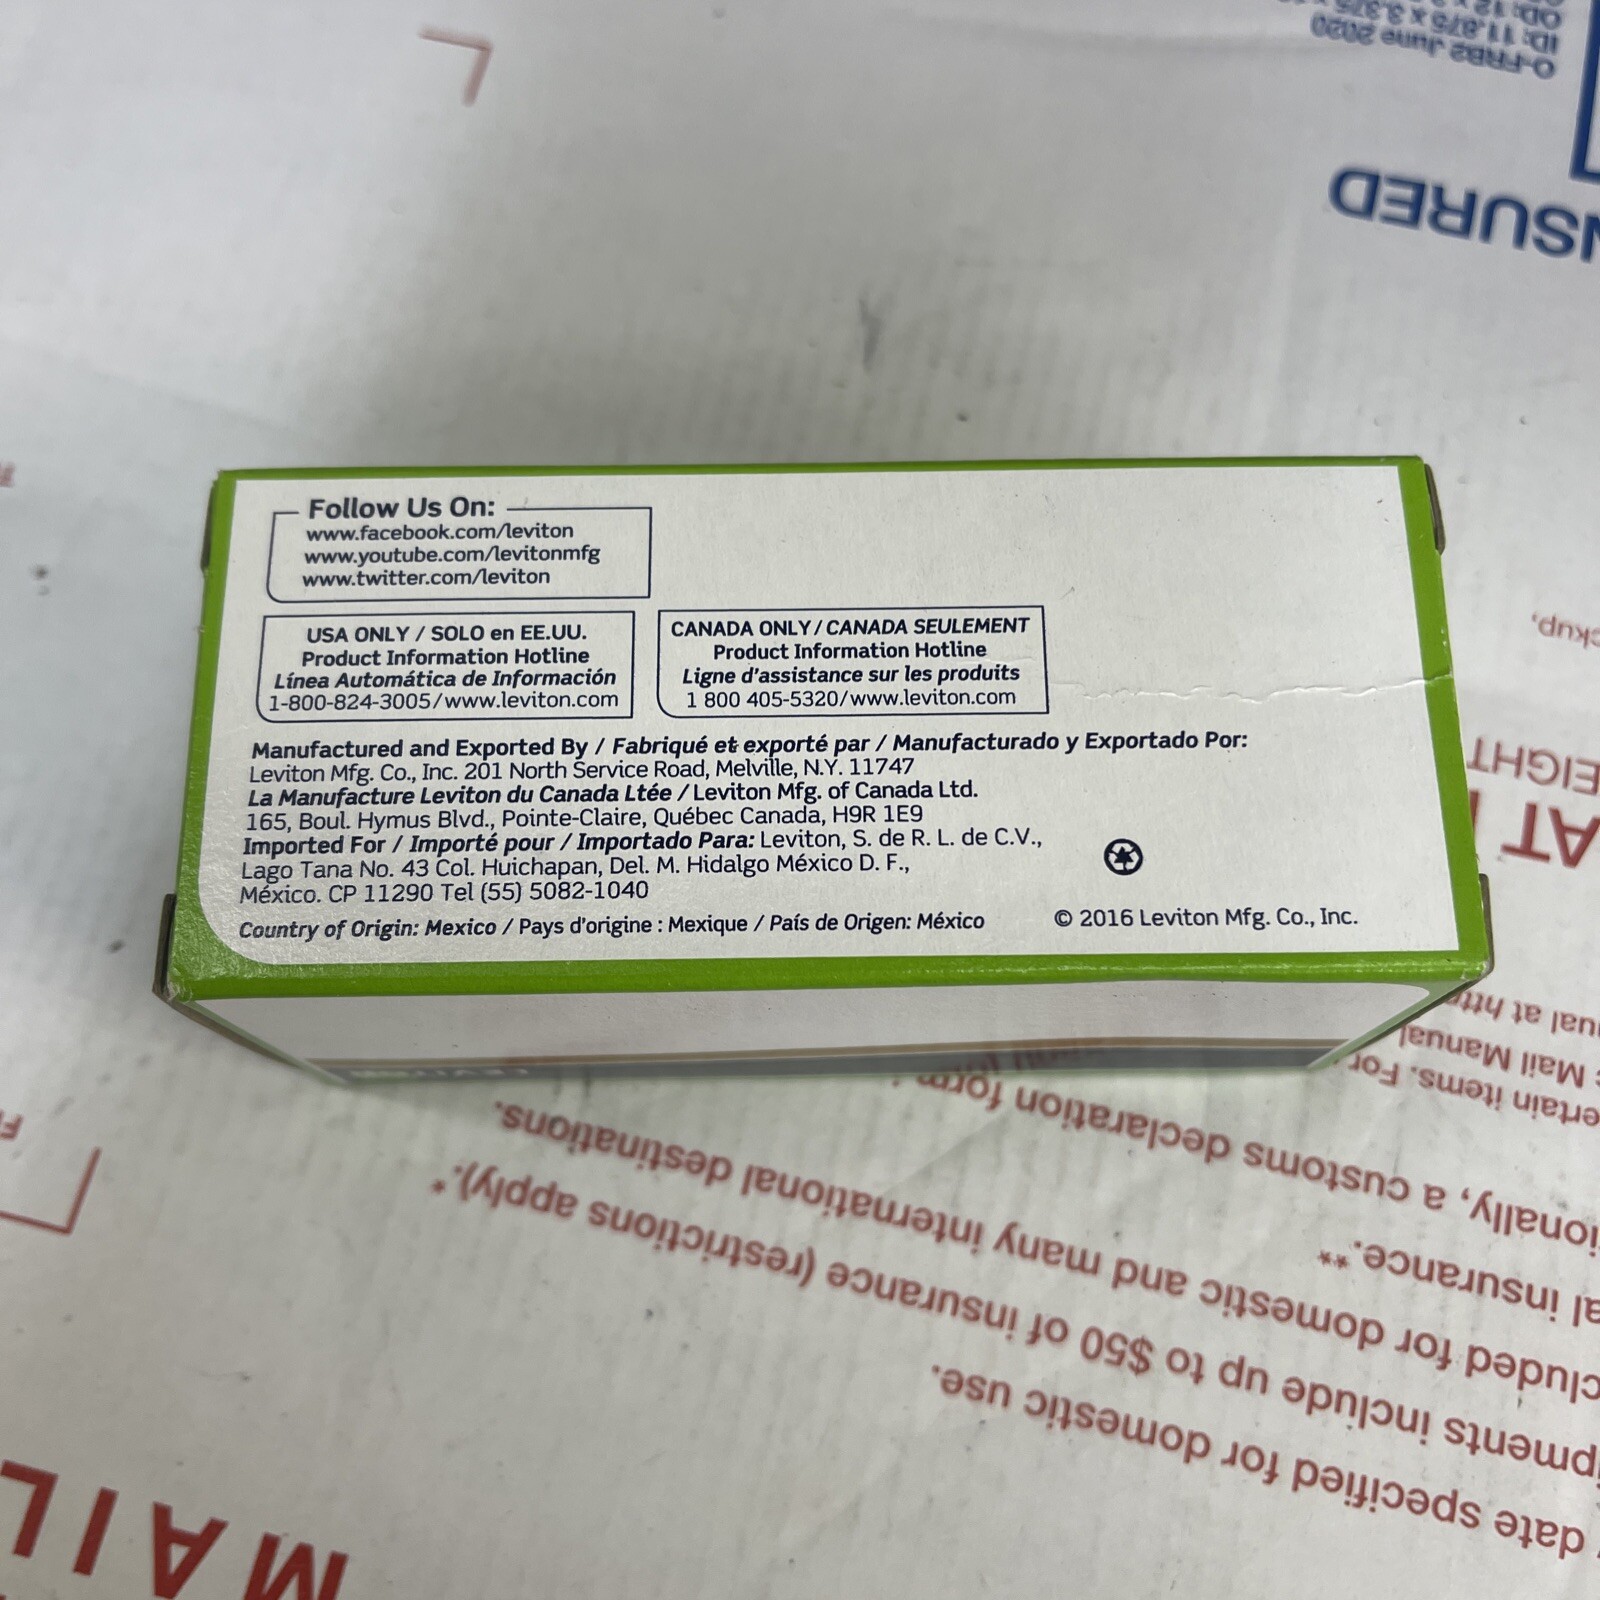 Follow Us On:
www.facebook.com/leviton
www.youtube.com/levitonmfg
www.twitter.com/leviton
USA ONLY / SOLO en EE.UU.
Product Information Hotline
Línea Automática de Información
1-800-824-3005/www.leviton.com
CANADA ONLY/CANADA SEULEMENT
Product Information Hotline
Ligne d'assistance sur les produits
1 800 405-5320/www.leviton.com
Manufactured and Exported By / Fabriqué et exporté par / Manufacturado y Exportado Por:
Leviton Mfg. Co., Inc. 201 North Service Road, Melville, N.Y. 11747
La Manufacture Leviton du Canada Ltée / Leviton Mfg. of Canada Ltd.
165, Boul. Hymus Blvd., Pointe-Claire, Québec Canada, H9R 1E9
Imported For / Importé pour / Importado Para: Leviton, S. de R. L. de C.V.,
Lago Tana No. 43 Col. Huichapan, Del. M. Hidalgo México D. F.,
México. CP 11290 Tel (55) 5082-1040
Country of Origin: Mexico / Pays d'origine : Mexique / País de Origen: México
© 2016 Leviton Mfg. Co., Inc.
O-FRB2 June 2020
ID: 11.875 x 3.375
NSURED
MAIL
date specified for domestic use.
pments include up to $50 of insurance (restrictions apply).*
cluded for domestic and many international destinations.
al insurance.**
ionally, a customs declaration form
ertain items. For
Mail Manual
ual at http
EIGHT
AT
ckup,